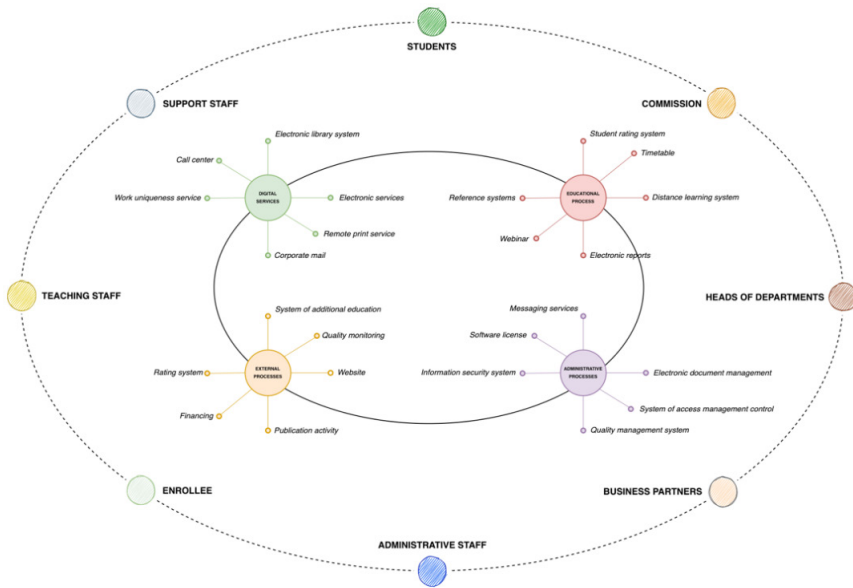 STUDENTS
SUPPORT STAFF
COMMISSION
Electronic library system
Call center
Work uniqueness service
DIGITAL
SERVICES
Electronic services
Remote print service
Corporate mail
Student rating system
Timetable
Reference systems
EDUCATIONAL
PROCESS
Distance learning system
Webinar
Electronic reports
TEACHING STAFF
HEADS OF DEPARTMENTS
System of additional education
Quality monitoring
Rating system
EXTERNAL
PROCESSES
Website
Financing
Publication activity
Messaging services
Software license
Information security system
ADMINISTRATIVE
PROCESSES
Electronic document management
System of access management control
Quality management system
ENROLLEE
BUSINESS PARTNERS
ADMINISTRATIVE STAFF